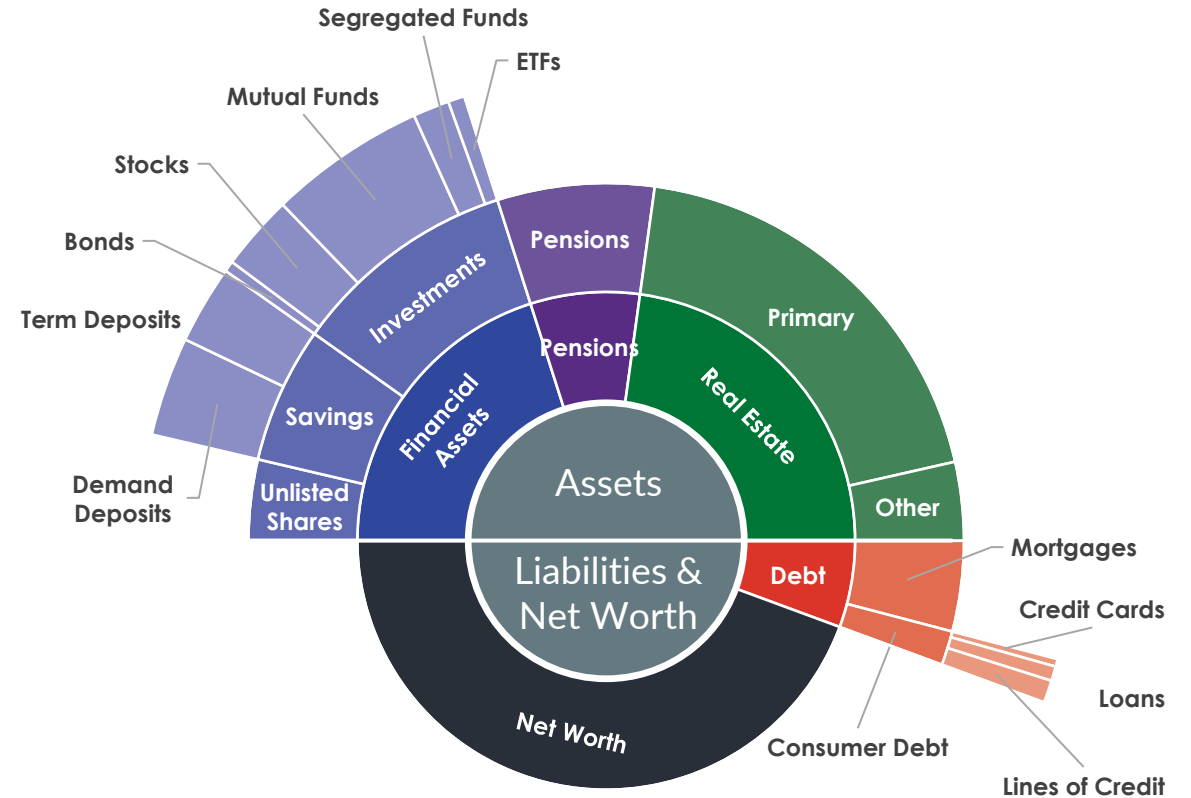 Segregated Funds
ETFs
Mutual Funds
Stocks
Bonds
Term Deposits
Demand
Deposits
Investments
Savings
Unlisted
Shares
Financial
Assets
Pensions
Pensions
Primary
Real Estate
Other
Assets
Liabilities &
Net Worth
Debt
Mortgages
Credit Cards
Loans
Lines of Credit
Consumer Debt
Net Worth